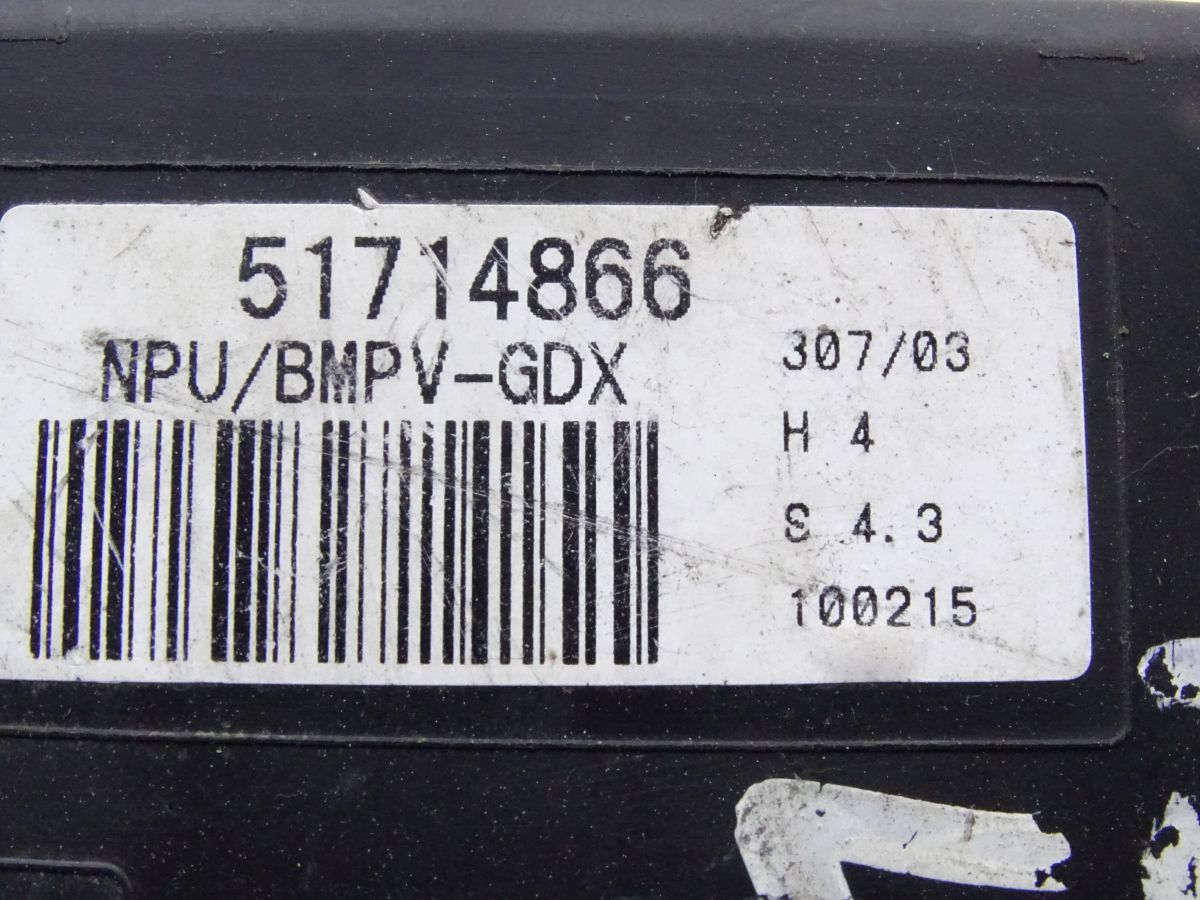 51714866
NPU/BMPV-GDX
307/03
H 4
S 4.3
100215